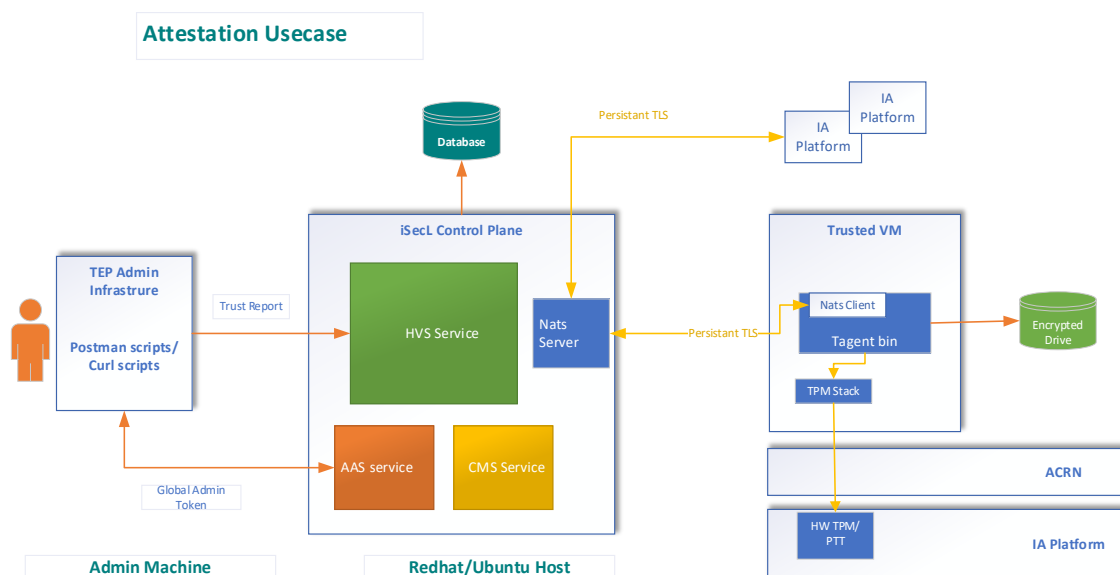 Attestation Usecase
Database
Persistant TLS
IA
Platform
IA
Platform
iSecL Control Plane
Trusted VM
TEP Admin
Infrastrure
Postman scripts/
Curl scripts
Trust Report
HVS Service
Nats
Server
Persistant TLS
Nats Client
Tagent bin
Encrypted
Drive
TPM Stack
AAS service
CMS Service
Global Admin
Token
ACRN
HW TPM/
PTT
IA Platform
Admin Machine
Redhat/Ubuntu Host